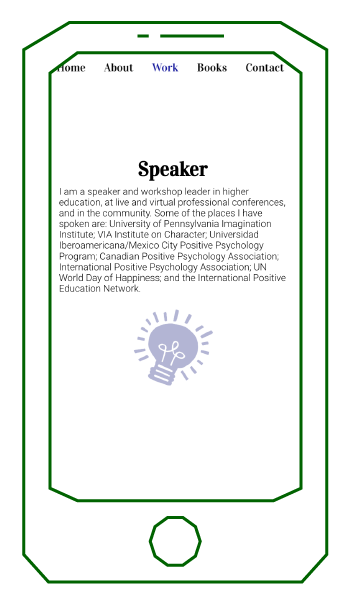 Home About Work Books Contact
Speaker
I am a speaker and workshop leader in higher
education, at live and virtual professional conferences,
and in the community. Some of the places I have
spoken are: University of Pennsylvania Imagination
Institute; VIA Institute on Character; Universidad
Iberoamericana/Mexico City Positive Psychology
Program; Canadian Positive Psychology Association;
International Positive Psychology Association; UN
World Day of Happiness; and the International Positive
Education Network.